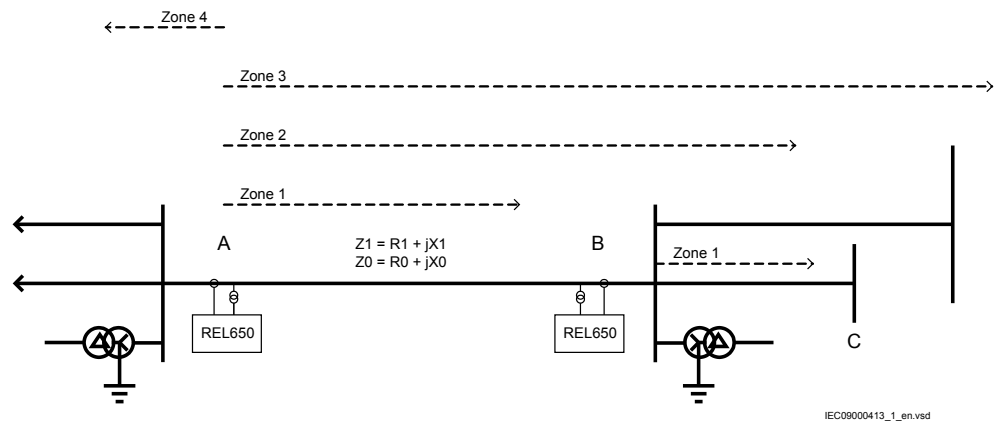 Zone 4
Zone 3
Zone 2
Zone 1
A
Z1 = R1 + jX1
Z0 = R0 + jX0
B
Zone 1
REL650
REL650
C
IEC09000413_1_en.vsd